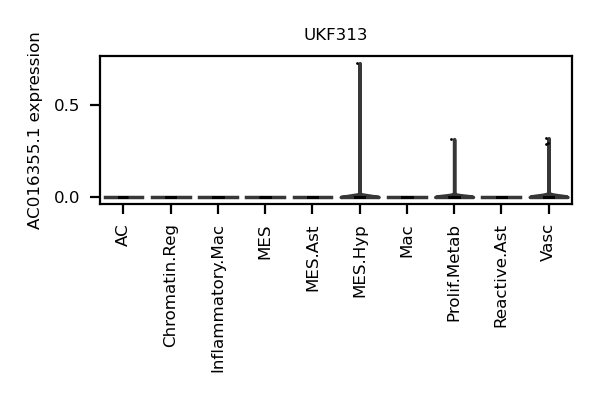 UKF313
AC016355.1 expression
0.5
0.0
AC
Chromatin.Reg
Inflammatory.Mac
MES
MES.Ast
MES.Hyp
Mac
Prolif.Metab
Reactive.Ast
Vasc